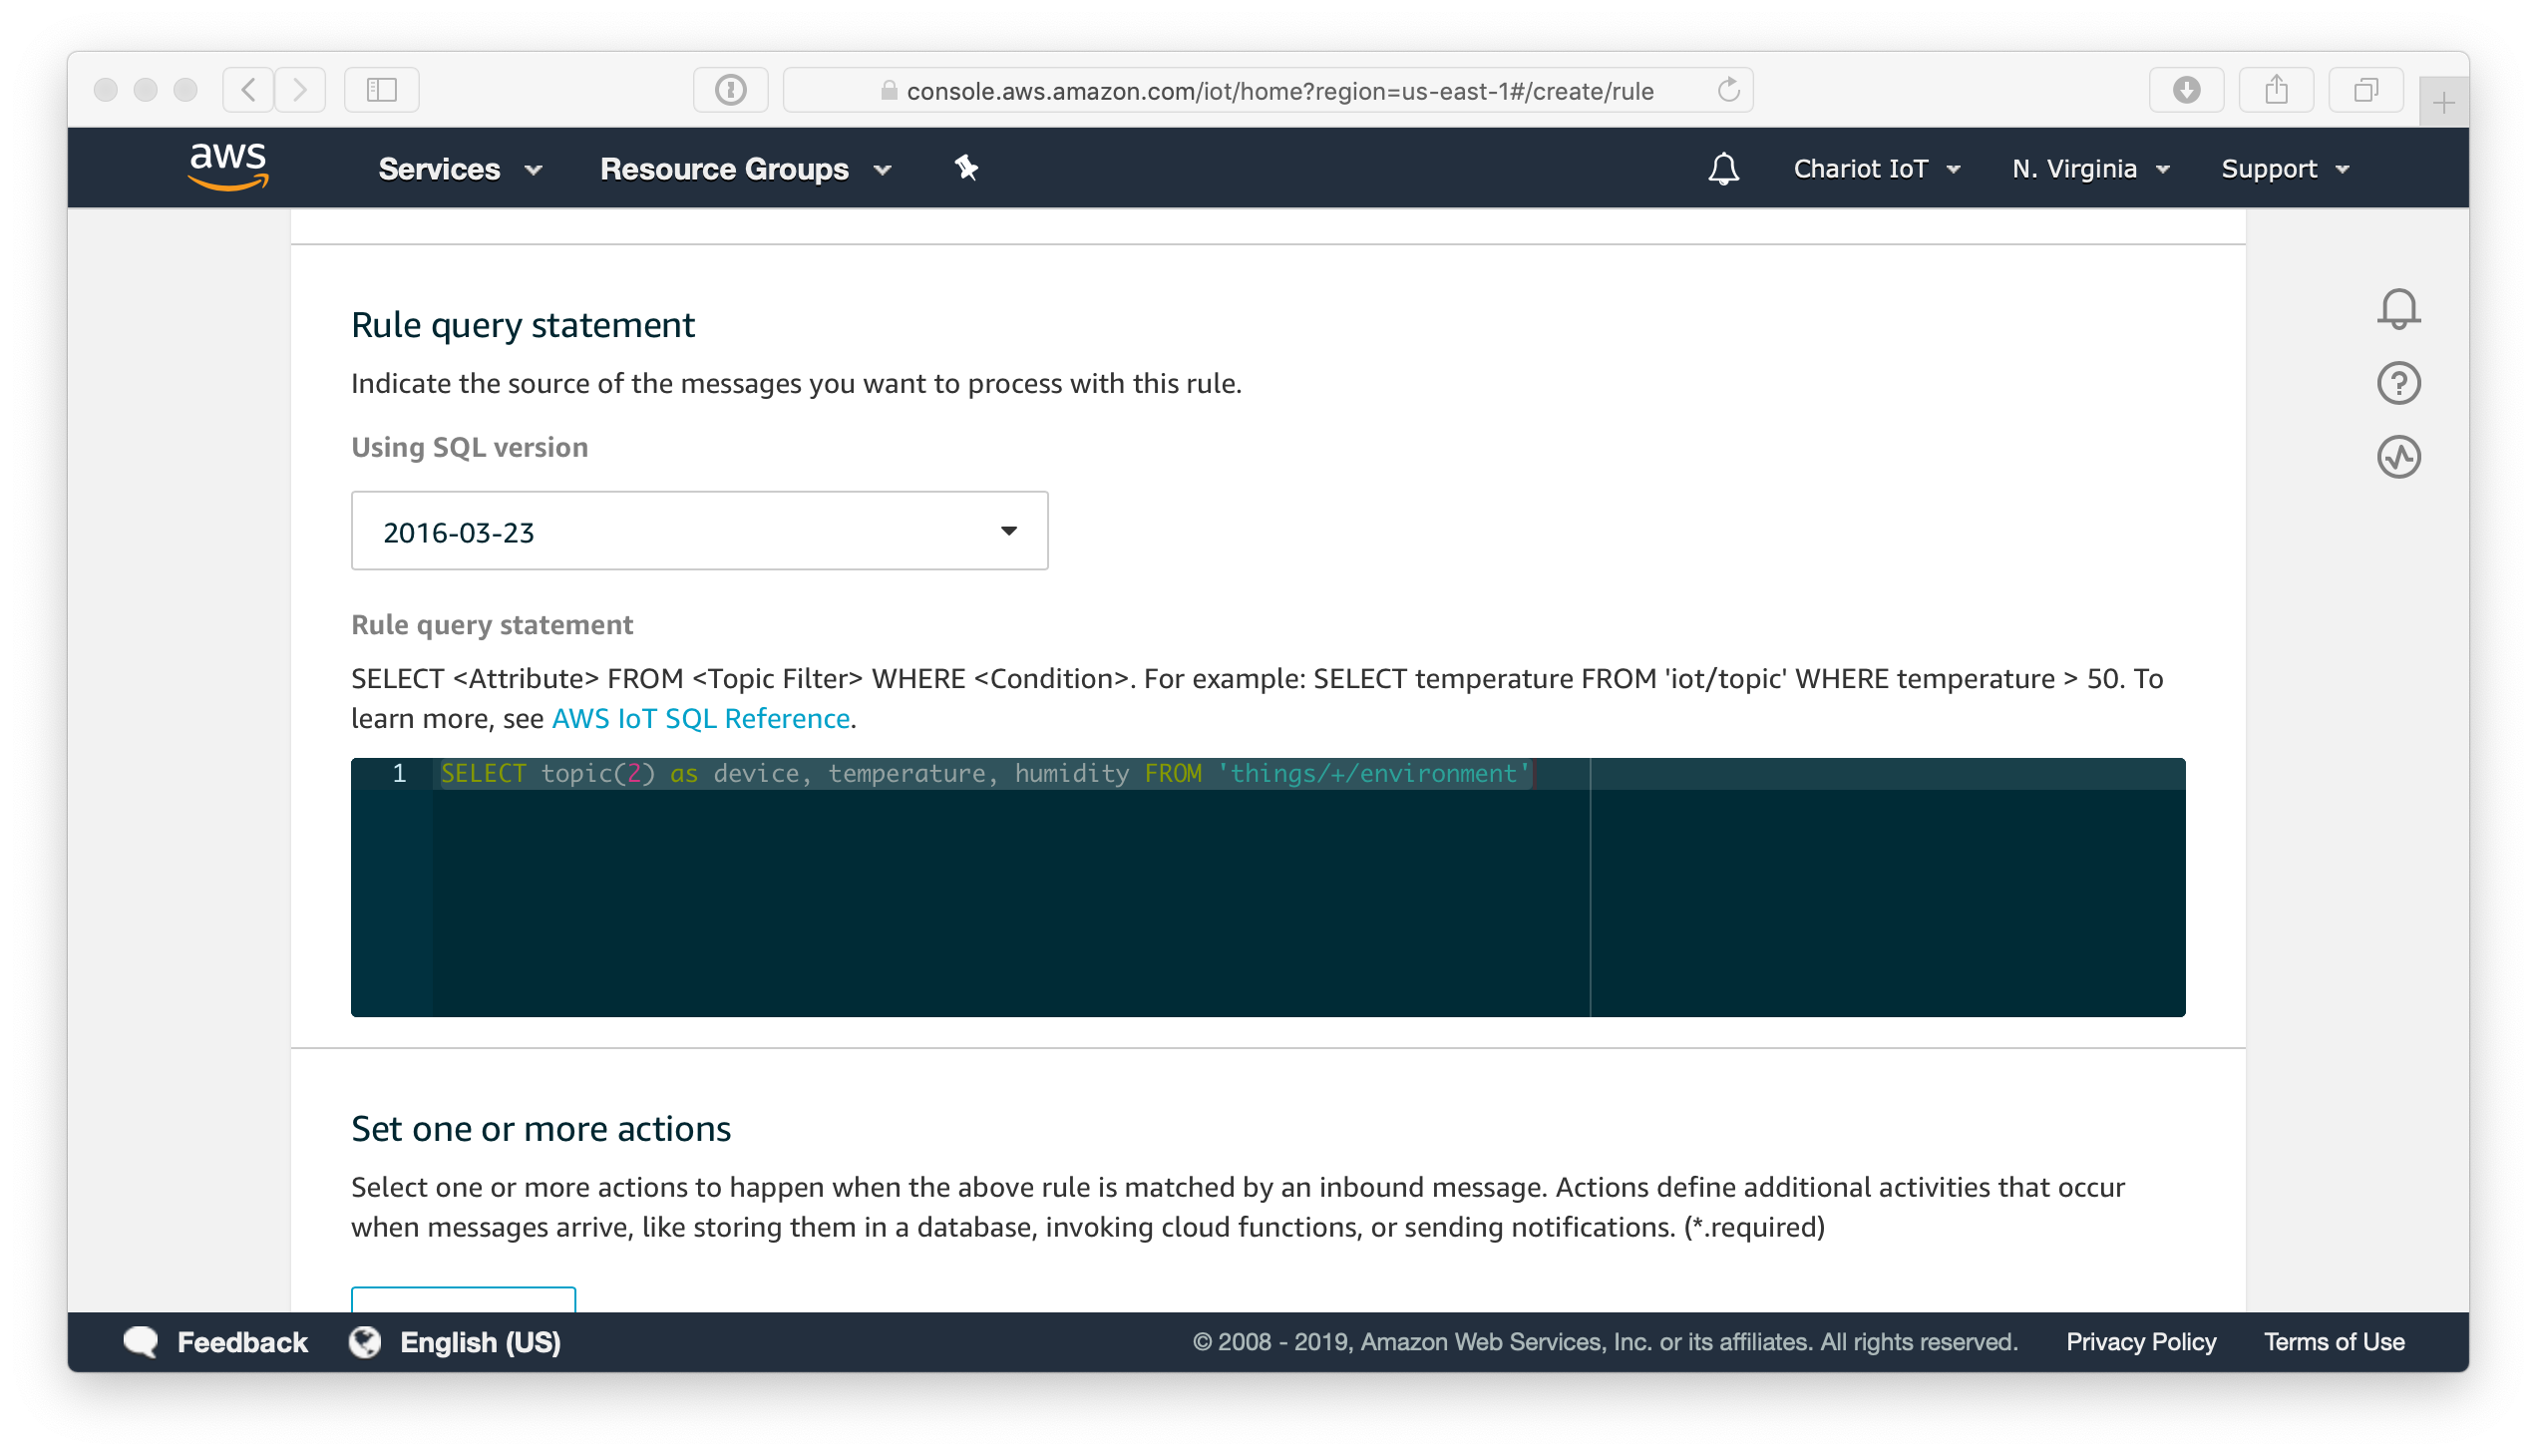 console.aws.amazon.com/iot/home?region=us-east-1#/create/rule
aws Services Resource Groups Chariot IoT N. Virginia Support
Rule query statement
Indicate the source of the messages you want to process with this rule.
Using SQL version
2016-03-23
Rule query statement
SELECT <Attribute> FROM <Topic Filter> WHERE <Condition>. For example: SELECT temperature FROM 'iot/topic' WHERE temperature > 50. To
learn more, see AWS IoT SQL Reference.
1 SELECT topic(2) as device, temperature, humidity FROM 'things/+/environment'
Set one or more actions
Select one or more actions to happen when the above rule is matched by an inbound message. Actions define additional activities that occur
when messages arrive, like storing them in a database, invoking cloud functions, or sending notifications. (*.required)
Feedback English (US) © 2008 - 2019, Amazon Web Services, Inc. or its affiliates. All rights reserved. Privacy Policy Terms of Use